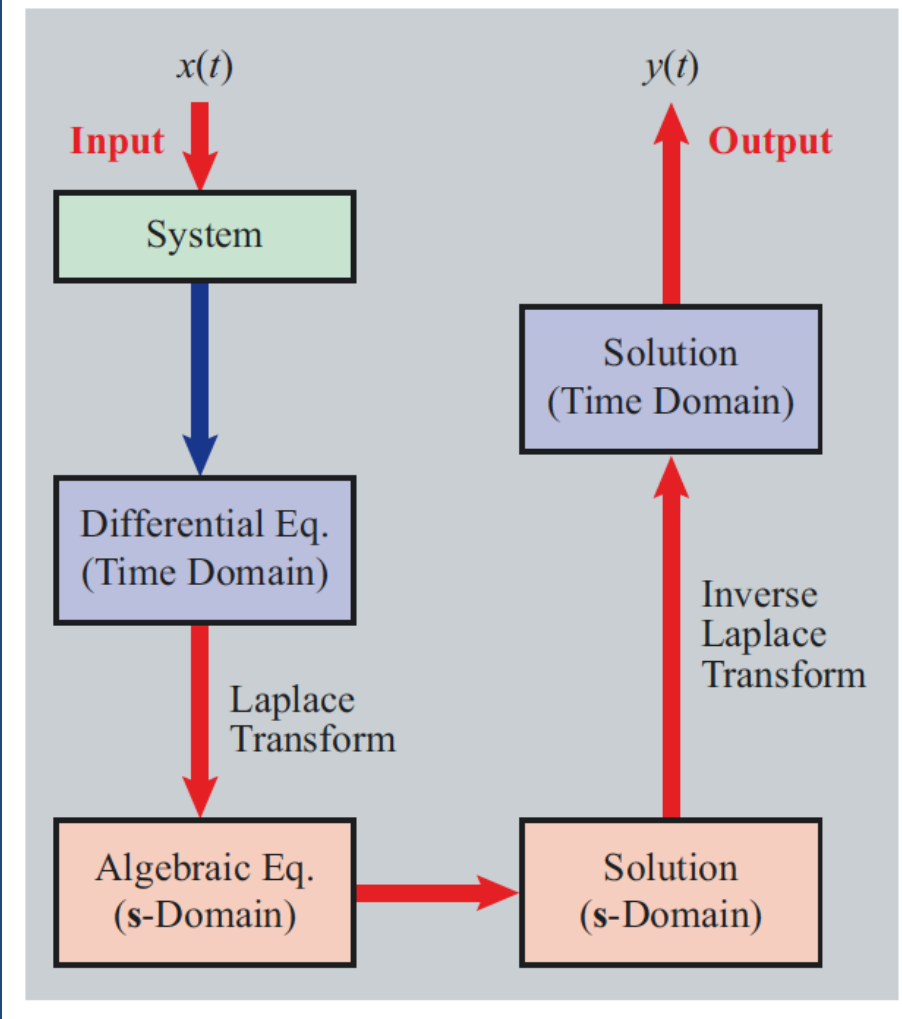 x(t)
Input
System
Differential Eq.
(Time Domain)
Laplace
Transform
Algebraic Eq.
(s-Domain)
Solution
(s-Domain)
Inverse
Laplace
Transform
Solution
(Time Domain)
Output
y(t)